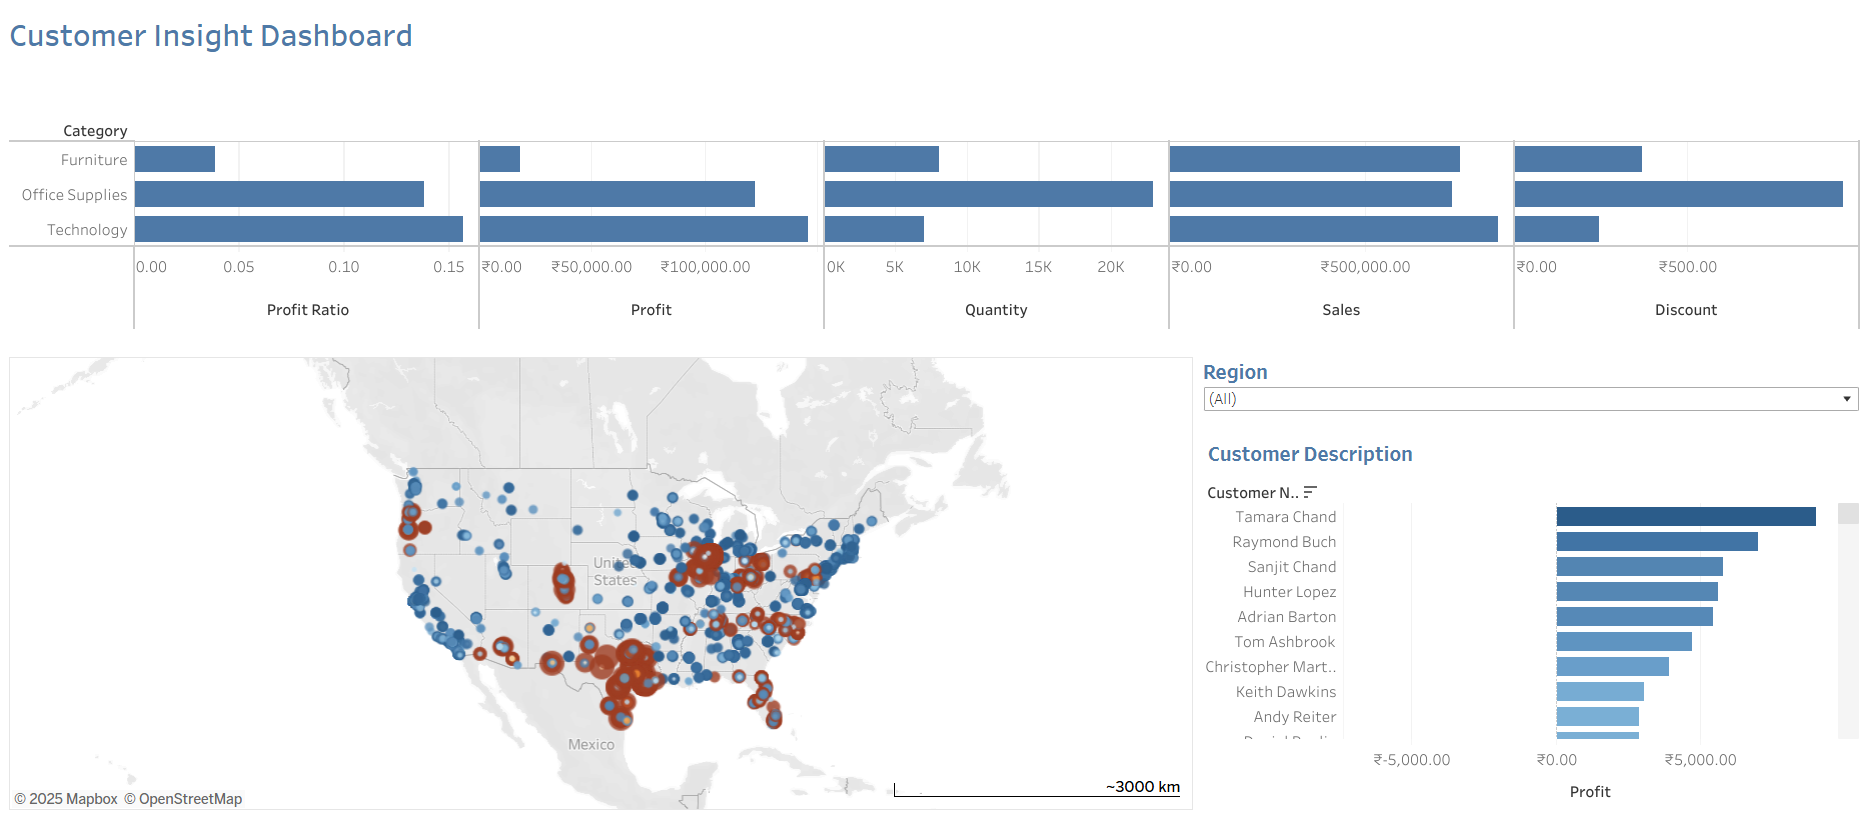 Customer Insight Dashboard
Category
Furniture
Office Supplies
Technology
0.00 0.05 0.10 0.15 ₹0.00 ₹50,000.00 ₹100,000.00 0K 5K 10K 15K 20K ₹0.00 ₹500,000.00 ₹0.00 ₹500.00
Profit Ratio Profit Quantity Sales Discount
United
States
Mexico
© 2025 Mapbox © OpenStreetMap
~3000 km
Region
(All)
Customer Description
Customer N..
Tamara Chand
Raymond Buch
Sanjit Chand
Hunter Lopez
Adrian Barton
Tom Ashbrook
Christopher Mart..
Keith Dawkins
Andy Reiter
₹-5,000.00 ₹0.00 ₹5,000.00
Profit